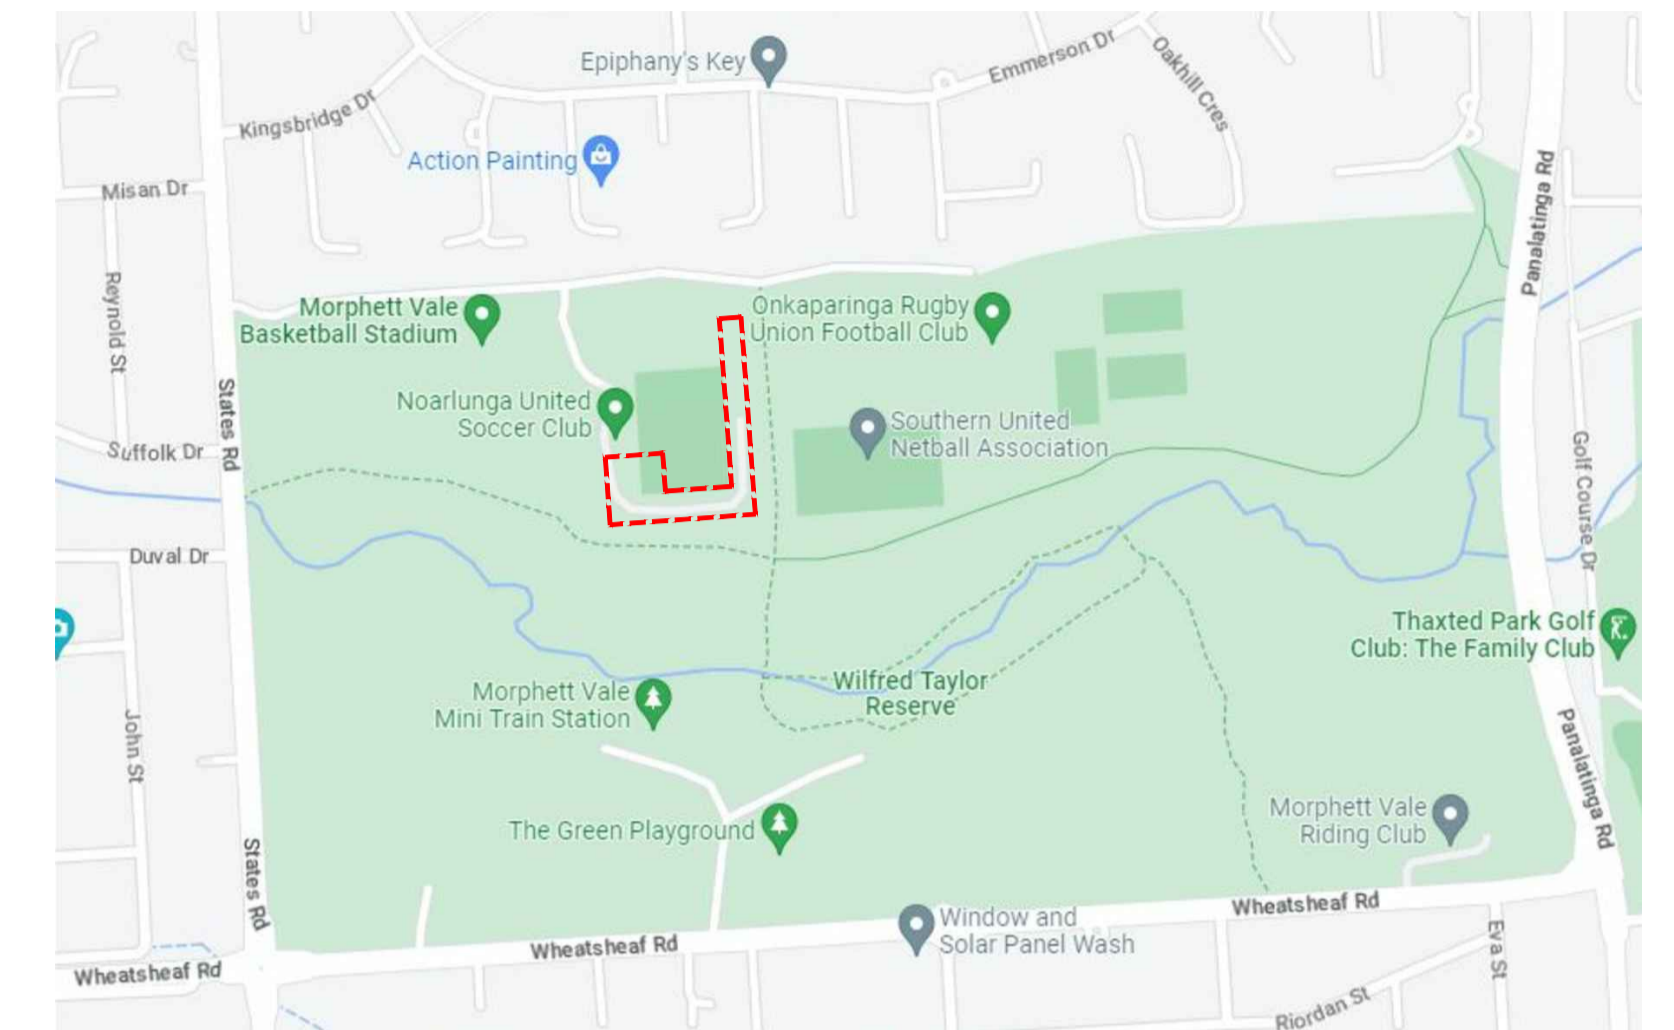 Epiphany's Key
Emmerson Dr
Oakhill Cres
Kingsbridge Dr
Action Painting
Misan Dr
Panalatinga Rd
Reynold St
Morphett Vale
Basketball Stadium
Onkaparinga Rugby
Union Football Club
States Rd
Noarlunga United
Soccer Club
Southern United
Netball Association
Suffolk Dr
Golf Course Dr
Duval Dr
Thaxted Park Golf
Club: The Family Club
Wilfred Taylor
Reserve
Morphett Vale
Mini Train Station
John St
Panalatinga Rd
The Green Playground
Morphett Vale
Riding Club
States Rd
Wheatsheaf Rd
Window and
Solar Panel Wash
Wheatsheaf Rd
Wheatsheaf Rd
Eva St
Riordan St